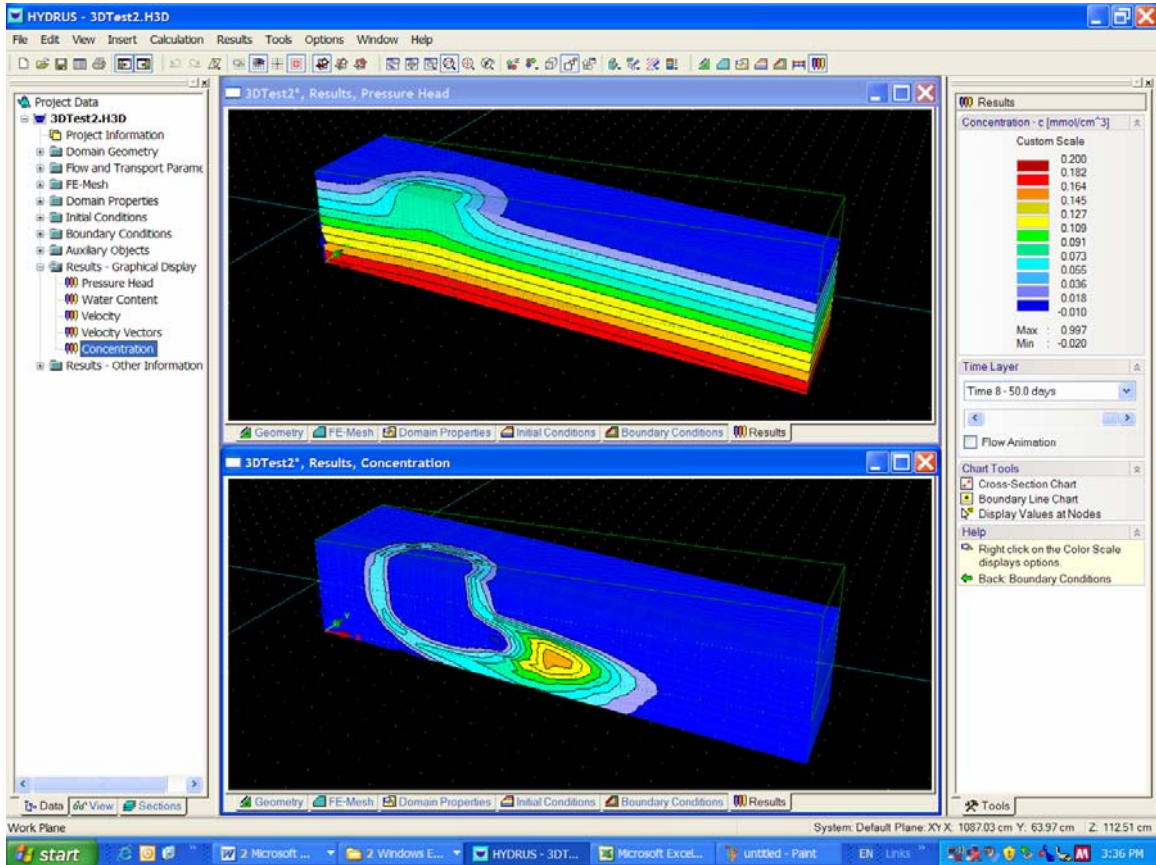 HYDRUS - 3DTest2.H3D
File Edit View Insert Calculation Results Tools Options Window Help
Project Data
3DTest2.H3D
Project Information
Domain Geometry
Flow and Transport Parame
FE-Mesh
Domain Properties
Initial Conditions
Boundary Conditions
Auxilary Objects
Results - Graphical Display
Pressure Head
Water Content
Velocity
Velocity Vectors
Concentration
Results - Other Information
Data View Sections
3DTest2*, Results, Pressure Head
Geometry FE-Mesh Domain Properties Initial Conditions Boundary Conditions Results
3DTest2*, Results, Concentration
Y
X
Geometry FE-Mesh Domain Properties Initial Conditions Boundary Conditions Results
Results
Concentration - c [mmol/cm^3]
Custom Scale
0.200
0.182
0.164
0.145
0.127
0.109
0.091
0.073
0.055
0.036
0.018
-0.010
Max : 0.997
Min : -0.020
Time Layer
Time 8 - 50.0 days
Flow Animation
Chart Tools
Cross-Section Chart
Boundary Line Chart
Display Values at Nodes
Help
Right click on the Color Scale
displays options.
Back: Boundary Conditions
Tools
Work Plane
System: Default Plane: XY X: 1087.03 cm Y: 63.97 cm Z: 112.51 cm
start 2 Microsoft ... 2 Windows E... HYDRUS - 3DT... Microsoft Excel... untitled - Paint EN Links » 3:36 PM